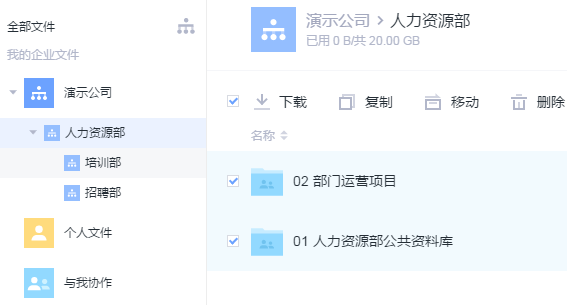 全部文件
我的企业文件
演示公司
人力资源部
培训部
招聘部
个人文件
与我协作
演示公司 > 人力资源部
已用 0 B/共 20.00 GB
下载 复制 移动 删除
名称
02 部门运营项目
01 人力资源部公共资料库